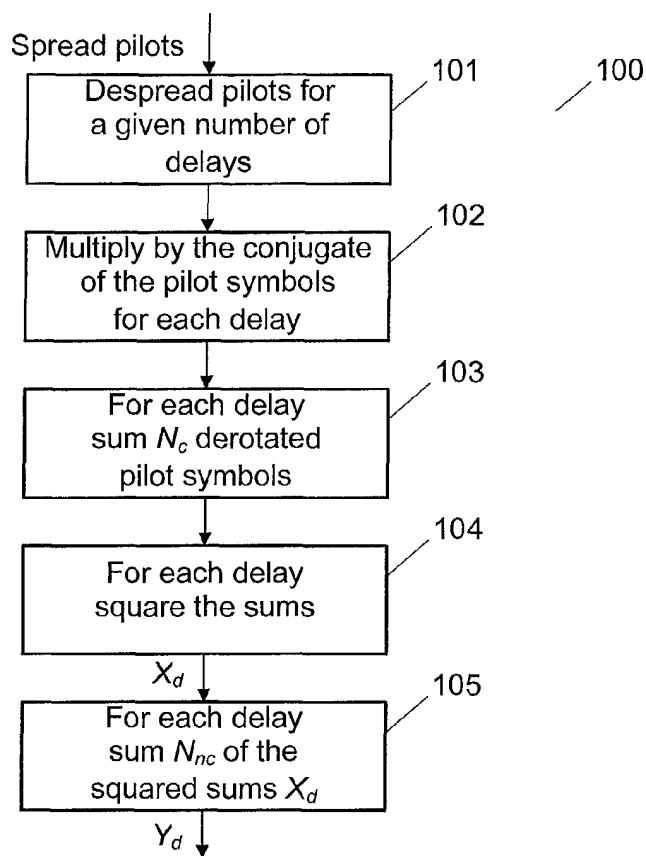 Spread pilots
101
100
Despread pilots for
a given number of
delays
102
Multiply by the conjugate
of the pilot symbols
for each delay
103
For each delay
sum Nc derotated
pilot symbols
104
For each delay
square the sums
Xd
105
For each delay
sum Nnc of the
squared sums Xd
Yd